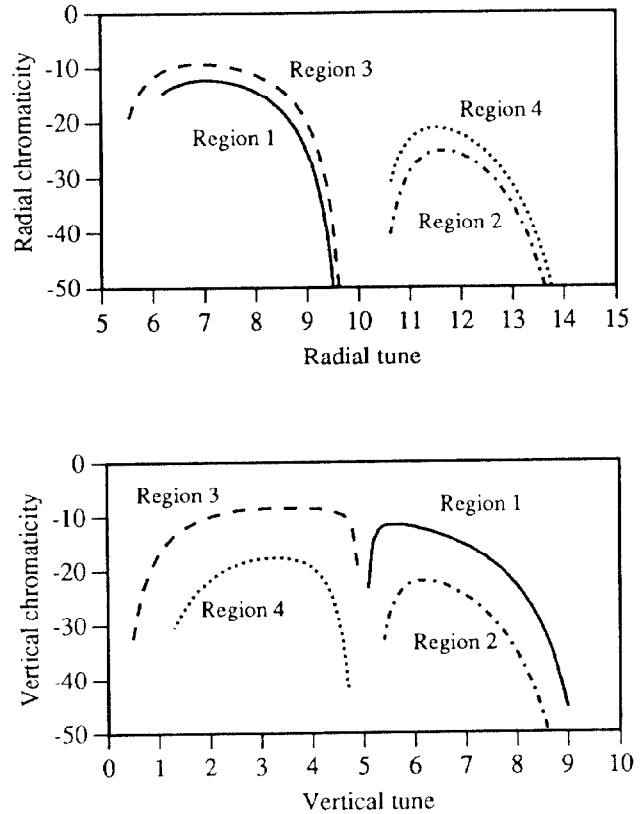 0
-10
-20
-30
-40
-50
Radial chromaticity
Region 3
Region 1
Region 4
Region 2
5 6 7 8 9 10 11 12 13 14 15
Radial tune
0
-10
-20
-30
-40
-50
Vertical chromaticity
Region 3
Region 1
Region 4
Region 2
0 1 2 3 4 5 6 7 8 9 10
Vertical tune